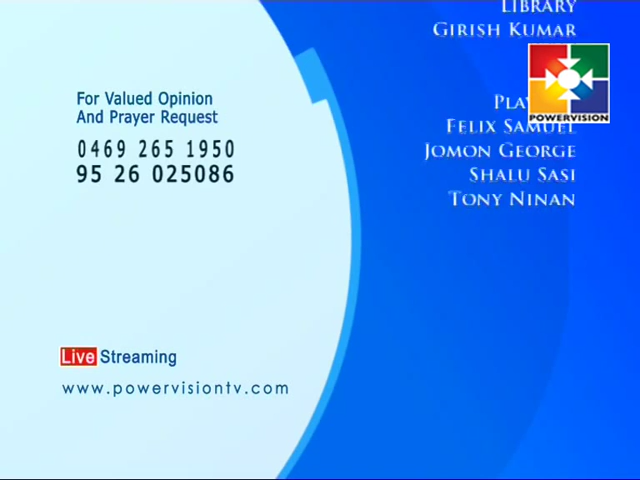 LIBRARY
GIRISH KUMAR
FELIX SAMUEL
JOMON GEORGE
SHALU SASI
TONY NINAN
POWERVISION
For Valued Opinion
And Prayer Request
0469 265 1950
95 26 025086
Live Streaming
www.powervisiontv.com